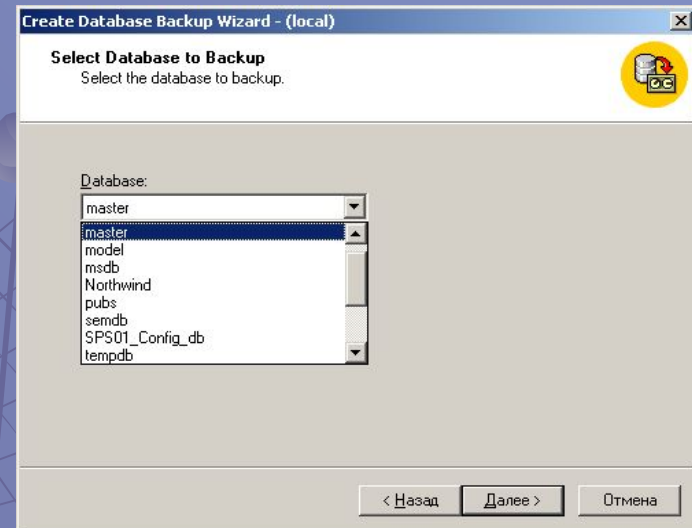 Create Database Backup Wizard - (local)
Select Database to Backup
Select the database to backup.
Database:
master
master
model
msdb
Northwind
pubs
semdb
SPS01_Config_db
tempdb
< Назад Далее > Отмена